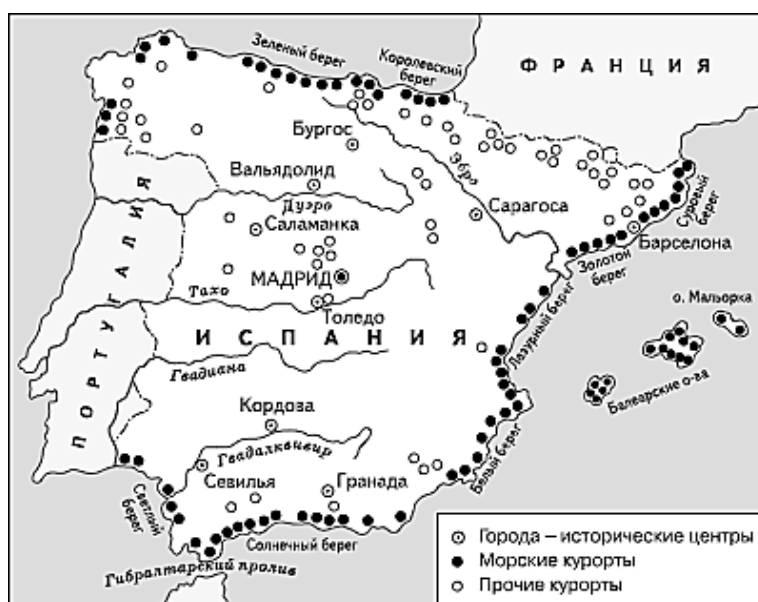 Зеленый берег
Королевский
берег
ФРАНЦИЯ
Бургос
Эбро
Вальядолид
Дуэро
Саламанка
Сарагоса
Суровый берег
Барселона
Золотой
берег
МАДРИД
Тахо
Толедо
Лазурный берег
о. Мальорка
ПОРТУГАЛИЯ
ИСПАНИЯ
Гвадиана
Балеарские о-ва
Кордоза
Гвадалквивир
Белый берег
Севилья
Гранада
Светлый
берег
Солнечный берег
Гибралтарский пролив
Города – исторические центры
Морские курорты
Прочие курорты